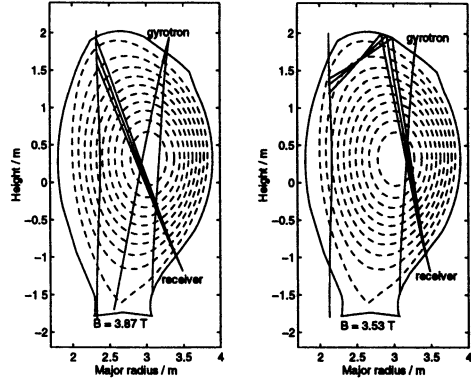 gyrotron
receiver
B = 3.87 T
Height / m
Major radius / m
2
1.5
1
0.5
0
−0.5
−1
−1.5
−2
2
2.5
3
3.5
4
gyrotron
receiver
B = 3.53 T
Height / m
Major radius / m
2
1.5
1
0.5
0
−0.5
−1
−1.5
−2
2
2.5
3
3.5
4